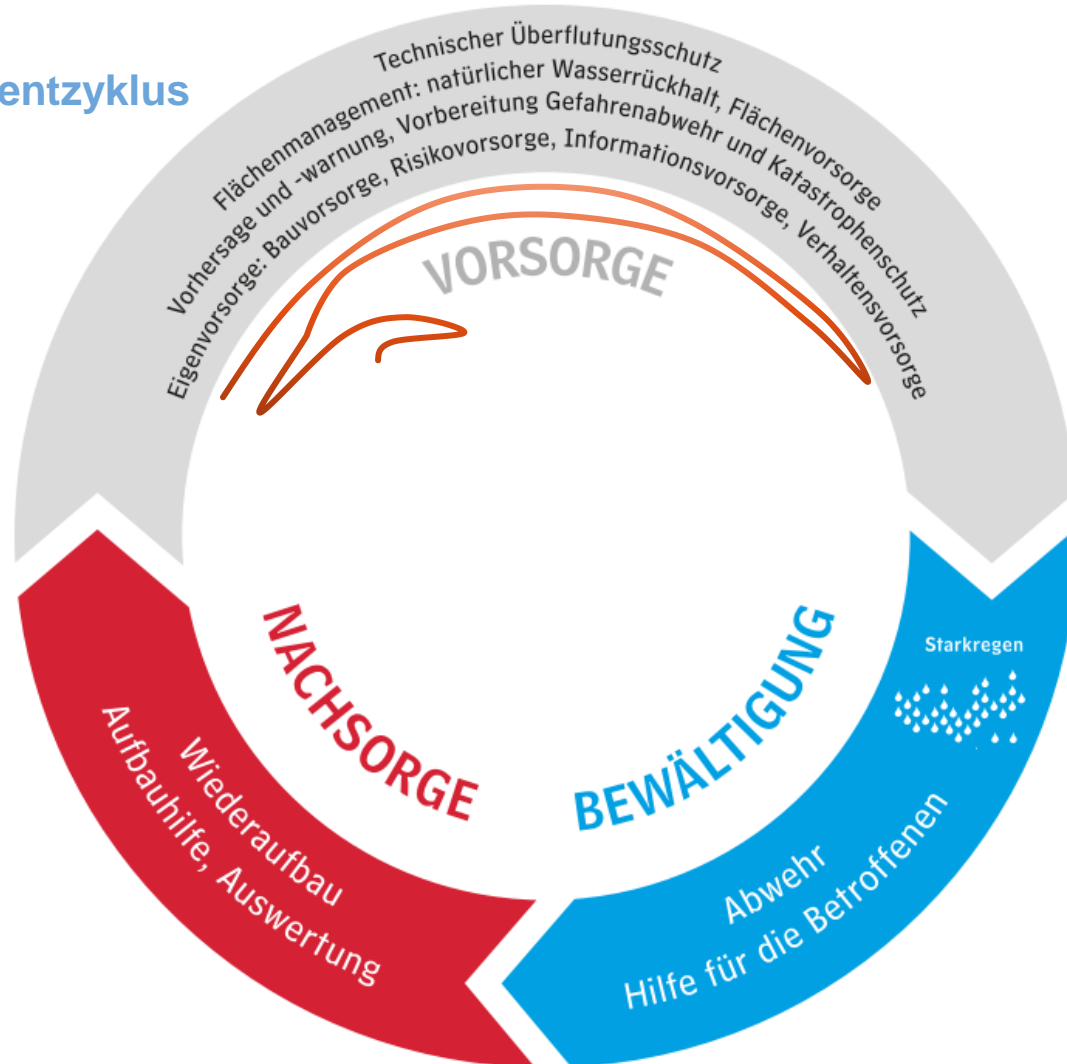 entzyklus
Technischer Überflutungsschutz
Flächenmanagement: natürlicher Wasserrückhalt, Flächenvorsorge
Vorhersage und -warnung, Vorbereitung Gefahrenabwehr und Katastrophenschutz
Eigenvorsorge: Bauvorsorge, Risikovorsorge, Informationsvorsorge, Verhaltensvorsorge
VORSORGE
Starkregen
BEWÄLTIGUNG
Abwehr
Hilfe für die Betroffenen
NACHSORGE
Wiederaufbau
Aufbauhilfe, Auswertung